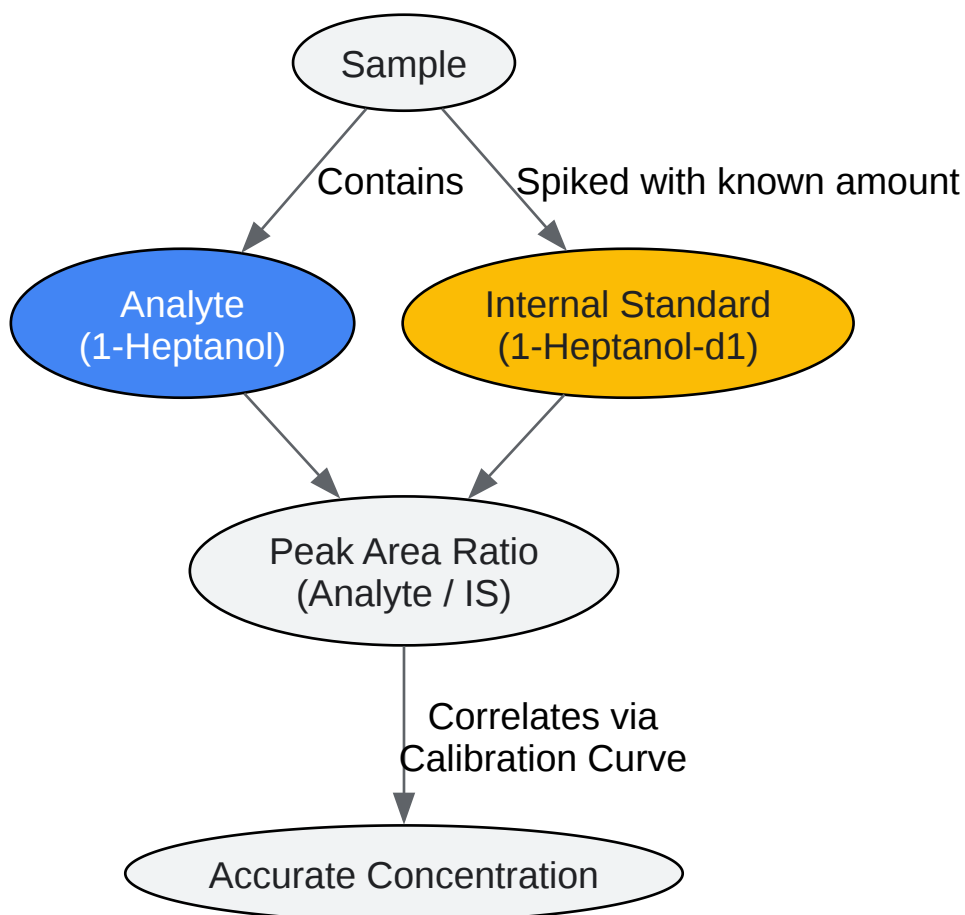 Sample
Contains
Spiked with known amount
Analyte
(1-Heptanol)
Internal Standard
(1-Heptanol-d1)
Peak Area Ratio
(Analyte / IS)
Correlates via
Calibration Curve
Accurate Concentration